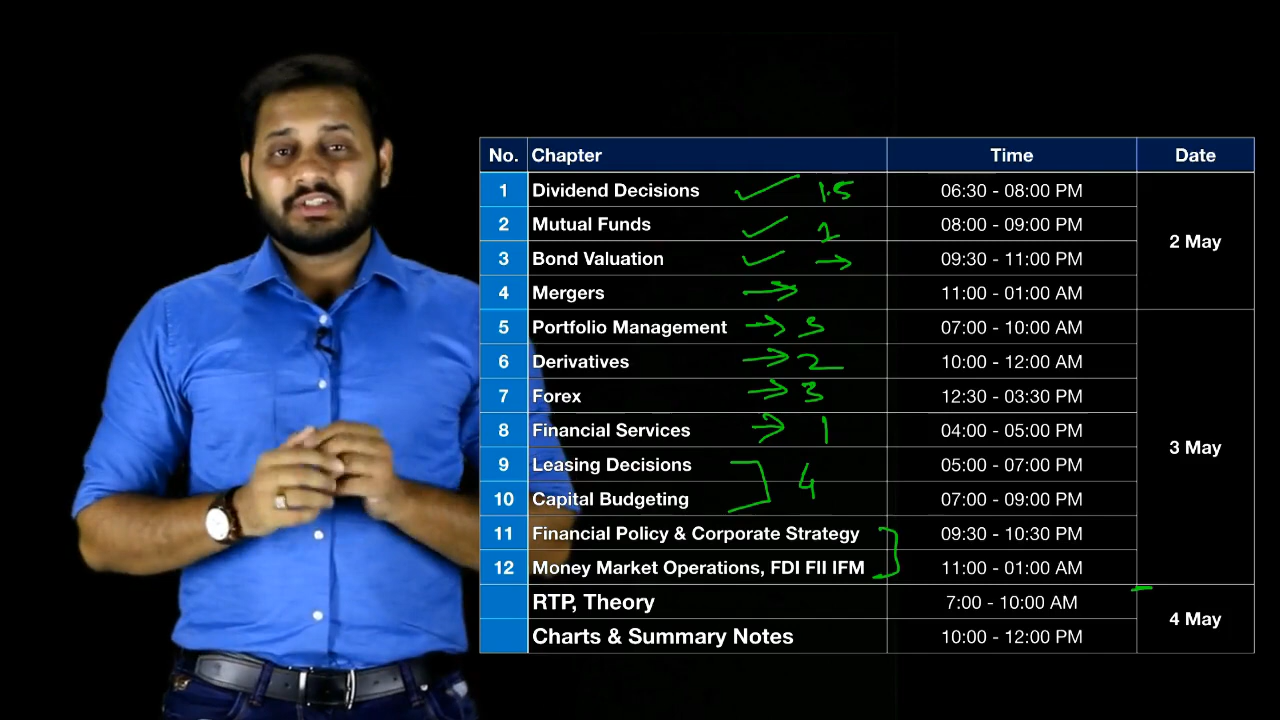 No. Chapter Time Date
1 Dividend Decisions 1.5 06:30 - 08:00 PM
2 Mutual Funds 1 08:00 - 09:00 PM
2 May
3 Bond Valuation 09:30 - 11:00 PM
4 Mergers 11:00 - 01:00 AM
5 Portfolio Management 3 07:00 - 10:00 AM
6 Derivatives 2 10:00 - 12:00 AM
7 Forex 3 12:30 - 03:30 PM
8 Financial Services 1 04:00 - 05:00 PM
3 May
9 Leasing Decisions 05:00 - 07:00 PM
4
10 Capital Budgeting 07:00 - 09:00 PM
11 Financial Policy & Corporate Strategy 09:30 - 10:30 PM
12 Money Market Operations, FDI FII IFM 11:00 - 01:00 AM
RTP, Theory 7:00 - 10:00 AM
4 May
Charts & Summary Notes 10:00 - 12:00 PM